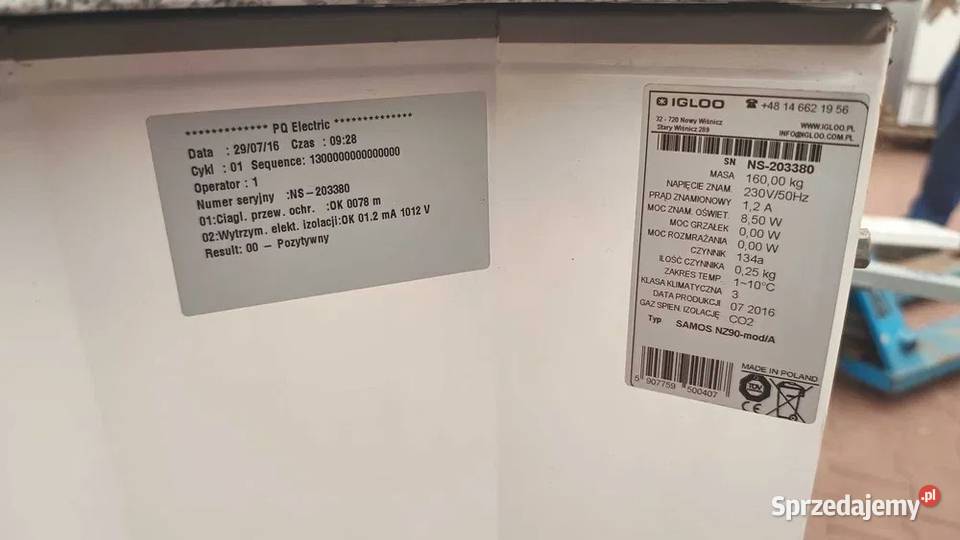 ************** PQ Electric **************
Data : 29/07/16 Czas : 09:28
Cykl : 01 Sequence: 1300000000000000
Operator : 1
Numer seryjny :NS-203380
01:Ciągl. przew. ochr. :OK 0078 m
02:Wytrzym. elekt. izolacji:OK 01.2 mA 1012 V
Result: 00 - Pozytywny
IGLOO ☎ +48 14 662 19 56
32 - 720 Nowy Wiśnicz WWW.IGLOO.PL
Stary Wiśnicz 289 INFO@IGLOO.COM.PL
SN NS-203380
MASA 160,00 kg
NAPIĘCIE ZNAM. 230V/50Hz
PRĄD ZNAMIONOWY 1,2 A
MOC ZNAM. OŚWIET. 8,50 W
MOC GRZAŁEK 0,00 W
MOC ROZMRAŻANIA 0,00 W
CZYNNIK 134a
ILOŚĆ CZYNNIKA 0,25 kg
ZAKRES TEMP. 1~10°C
KLASA KLIMATYCZNA 3
DATA PRODUKCJI 07.2016
GAZ SPIEN. IZOLACJĘ CO2
Typ SAMOS NZ90-mod/A
MADE IN POLAND
5 907759 500407
TÜV
CE
Sprzedajemy.pl